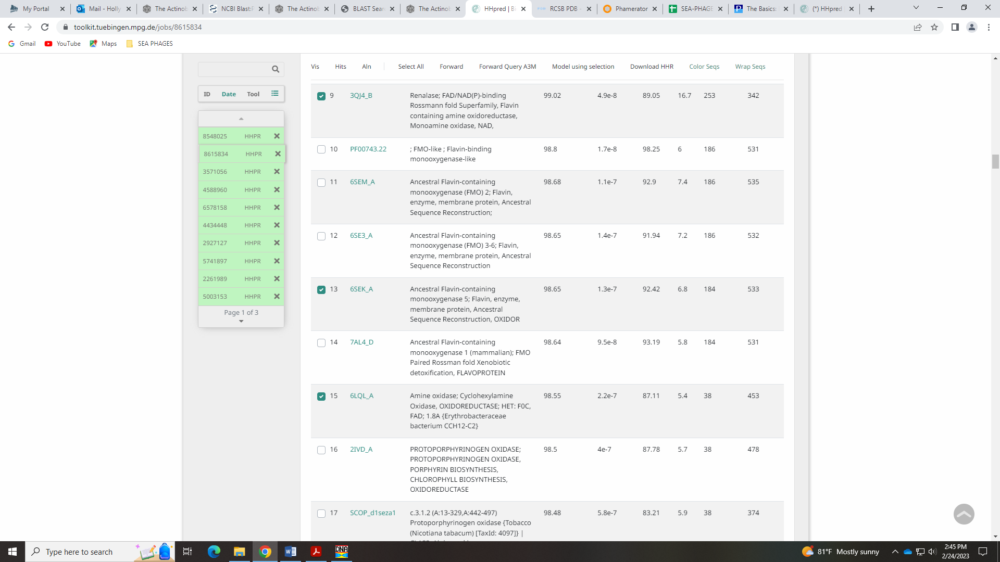 My Portal
Mail - Holly
The Actinob
NCBI Blast:P
The Actinob
BLAST Sear
The Actinob
HHpred | Bi
RCSB PDB -
Phamerator
SEA-PHAGE
The Basics:
(*) HHpred
toolkit.tuebingen.mpg.de/jobs/8615834
Gmail
YouTube
Maps
SEA PHAGES
Vis Hits Aln Select All Forward Forward Query A3M Model using selection Download HHR Color Seqs Wrap Seqs
ID Date Tool
8548025 HHPR
8615834 HHPR
3571056 HHPR
4588960 HHPR
6578158 HHPR
4434448 HHPR
2927127 HHPR
5741897 HHPR
2261989 HHPR
5003153 HHPR
Page 1 of 3
9 3QJ4_B Renalase; FAD/NAD(P)-binding 99.02 4.9e-8 89.05 16.7 253 342
Rossmann fold Superfamily, Flavin
containing amine oxidoreductase,
Monoamine oxidase, NAD,
10 PF00743.22 ; FMO-like ; Flavin-binding 98.8 1.7e-8 98.25 6 186 531
monooxygenase-like
11 6SEM_A Ancestral Flavin-containing 98.68 1.1e-7 92.9 7.4 186 535
monooxygenase (FMO) 2; Flavin,
enzyme, membrane protein, Ancestral
Sequence Reconstruction;
12 6SE3_A Ancestral Flavin-containing 98.65 1.4e-7 91.94 7.2 186 532
monooxygenase (FMO) 3-6; Flavin,
enzyme, membrane protein, Ancestral
Sequence Reconstruction
13 6SEK_A Ancestral Flavin-containing 98.65 1.3e-7 92.42 6.8 184 533
monooxygenase 5; Flavin, enzyme,
membrane protein, Ancestral
Sequence Reconstruction, OXIDOR
14 7AL4_D Ancestral Flavin-containing 98.64 9.5e-8 93.19 5.8 184 531
monooxygenase 1 (mammalian); FMO
Paired Rossman fold Xenobiotic
detoxification, FLAVOPROTEIN
15 6LQL_A Amine oxidase; Cyclohexylamine 98.55 2.2e-7 87.11 5.4 38 453
Oxidase, OXIDOREDUCTASE; HET: F0C,
FAD; 1.8A {Erythrobacteraceae
bacterium CCH12-C2}
16 2IVD_A PROTOPORPHYRINOGEN OXIDASE; 98.5 4e-7 87.78 5.7 38 478
PROTOPORPHYRINOGEN OXIDASE,
PORPHYRIN BIOSYNTHESIS,
CHLOROPHYLL BIOSYNTHESIS,
OXIDOREDUCTASE
17 SCOP_d1seza1 c.3.1.2 (A:13-329,A:442-497) 98.48 5.8e-7 83.21 5.9 38 374
Protoporphyrinogen oxidase {Tobacco
(Nicotiana tabacum) [TaxId: 4097]} |
Type here to search
81°F Mostly sunny
2:45 PM
2/24/2023